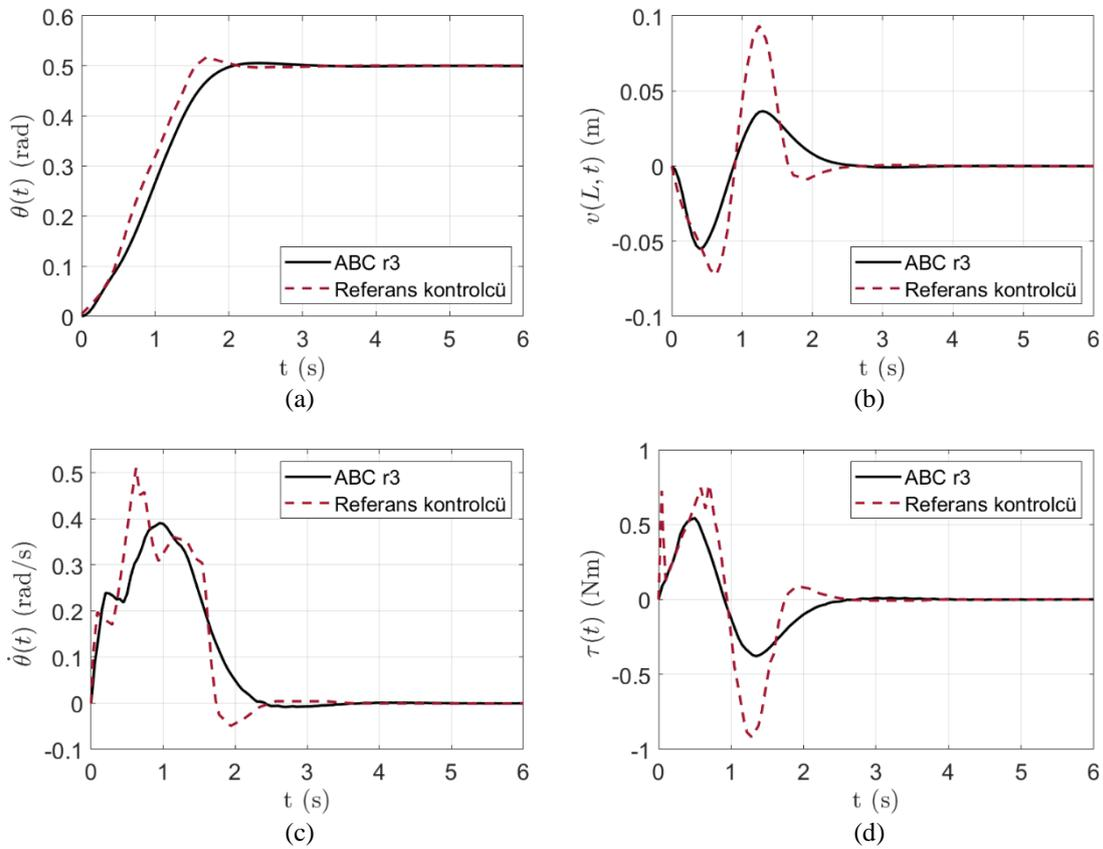 0.6
0.5
0.4
0.3
0.2
0.1
0
θ(t) (rad)
ABC r3
Referans kontrolcü
0 1 2 3 4 5 6
t (s)
(a)
0.1
0.05
0
-0.05
-0.1
v(L, t) (m)
ABC r3
Referans kontrolcü
0 1 2 3 4 5 6
t (s)
(b)
0.5
0.4
0.3
0.2
0.1
0
-0.1
θ̇(t) (rad/s)
ABC r3
Referans kontrolcü
0 1 2 3 4 5 6
t (s)
(c)
1
0.5
0
-0.5
-1
τ(t) (Nm)
ABC r3
Referans kontrolcü
0 1 2 3 4 5 6
t (s)
(d)